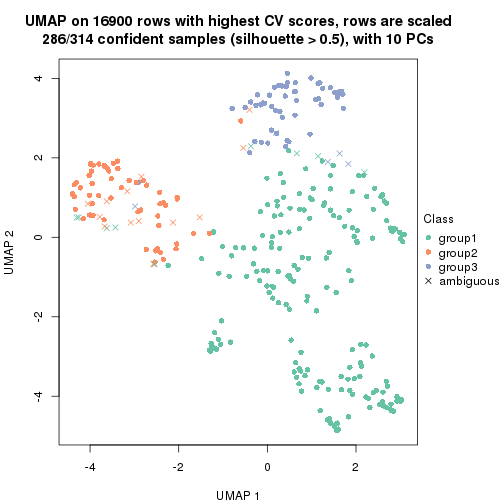 UMAP on 16900 rows with highest CV scores, rows are scaled
286/314 confident samples (silhouette > 0.5), with 10 PCs
4
2
0
-2
-4
UMAP 2
-4
-2
0
2
UMAP 1
Class
group1
group2
group3
ambiguous